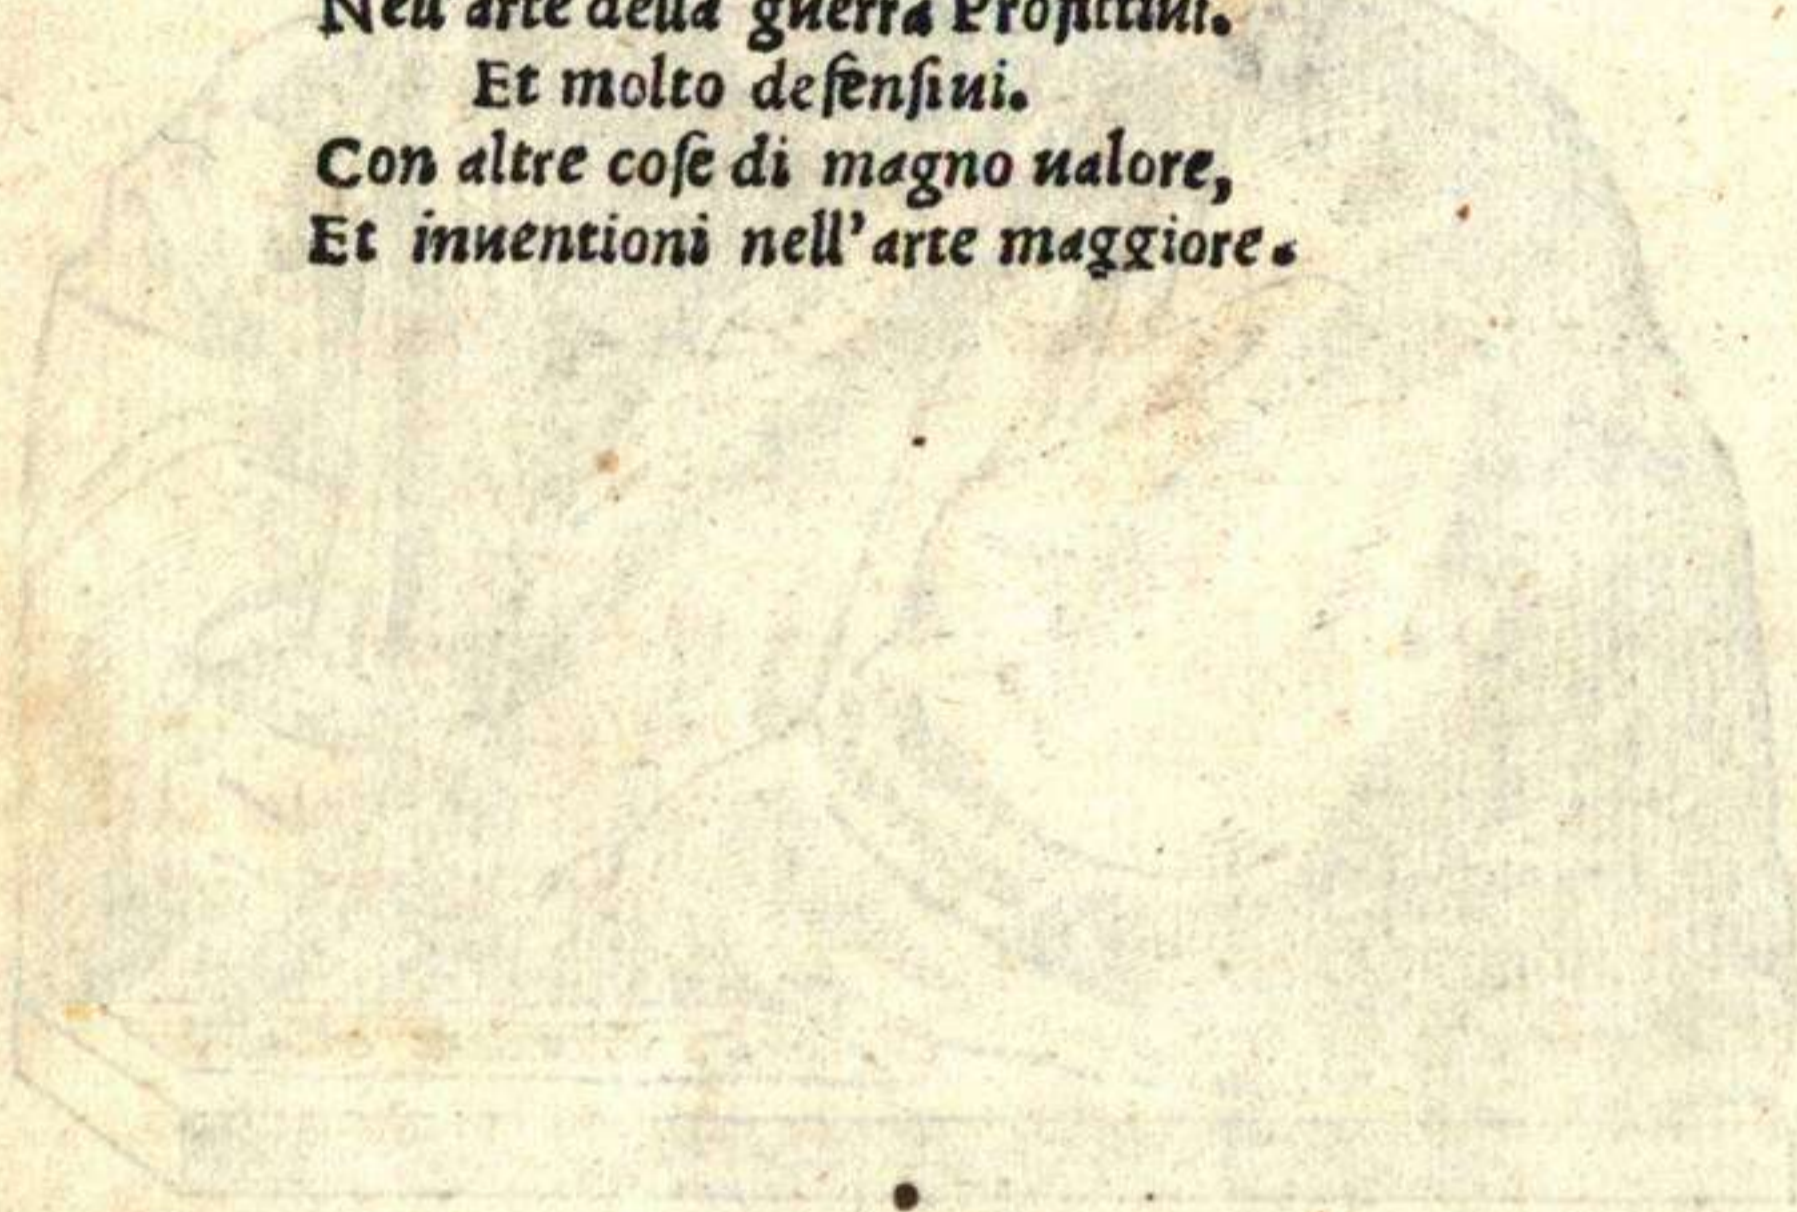 Nell'arte della guerra Profittiui.
Et molto defenſiui.
Con altre coſe di magno ualore,
Et inuentioni nell'arte maggiore.